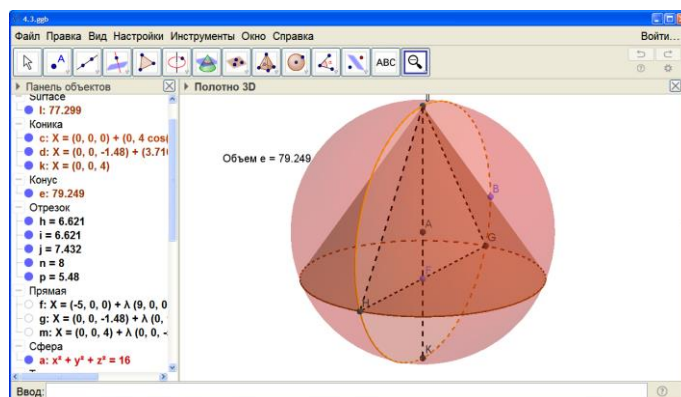 4.3.ggb
Файл Правка Вид Настройки Инструменты Окно Справка
Войти...
ABC
Панель объектов
Полотно 3D
Surface
l: 77.299
Коника
c: X = (0, 0, 0) + (0, 4 cos(
d: X = (0, 0, -1.48) + (3.716
k: X = (0, 0, 4)
Конус
e: 79.249
Отрезок
h = 6.621
i = 6.621
j = 7.432
n = 8
p = 5.48
Прямая
f: X = (-5, 0, 0) + λ (9, 0, 0
g: X = (0, 0, -1.48) + λ (0,
m: X = (0, 0, 4) + λ (0, 0, -
Сфера
a: x² + y² + z² = 16
Объем e = 79.249
B
A
G
H
K
Ввод: